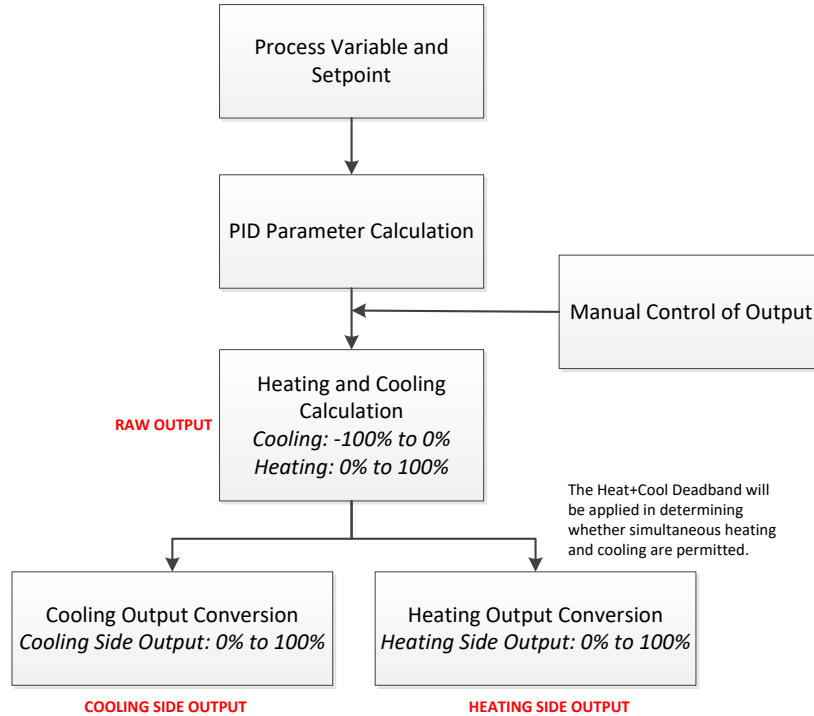 Process Variable and
Setpoint
PID Parameter Calculation
Manual Control of Output
Heating and Cooling
Calculation
Cooling: -100% to 0%
Heating: 0% to 100%
RAW OUTPUT
The Heat+Cool Deadband will
be applied in determining
whether simultaneous heating
and cooling are permitted.
Cooling Output Conversion
Cooling Side Output: 0% to 100%
Heating Output Conversion
Heating Side Output: 0% to 100%
COOLING SIDE OUTPUT
HEATING SIDE OUTPUT